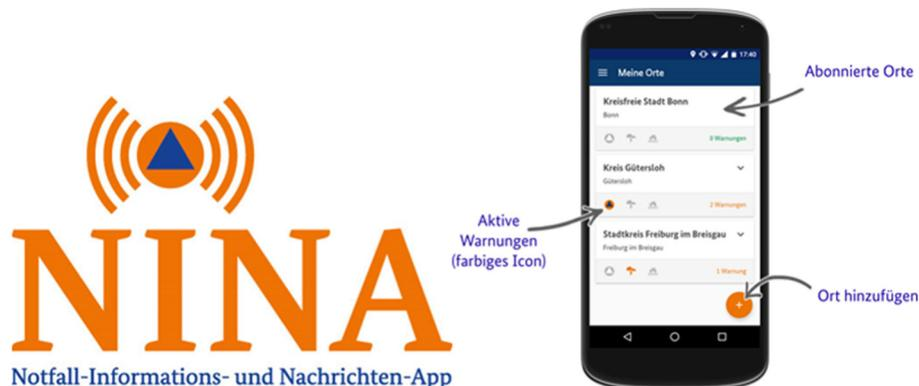 NINA
Notfall-Informations- und Nachrichten-App
17:40
Meine Orte
Kreisfreie Stadt Bonn
Bonn
0 Warnungen
Kreis Gütersloh
Gütersloh
2 Warnungen
Stadtkreis Freiburg im Breisgau
Freiburg im Breisgau
1 Warnung
+
Abonnierte Orte
Aktive
Warnungen
(farbiges Icon)
Ort hinzufügen